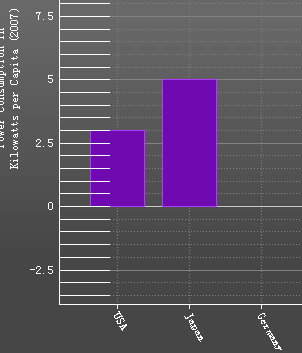 Power Consumption in
Kilowatts per Capita (2007)
7.5
5
2.5
0
-2.5
USA
Japan
Germany